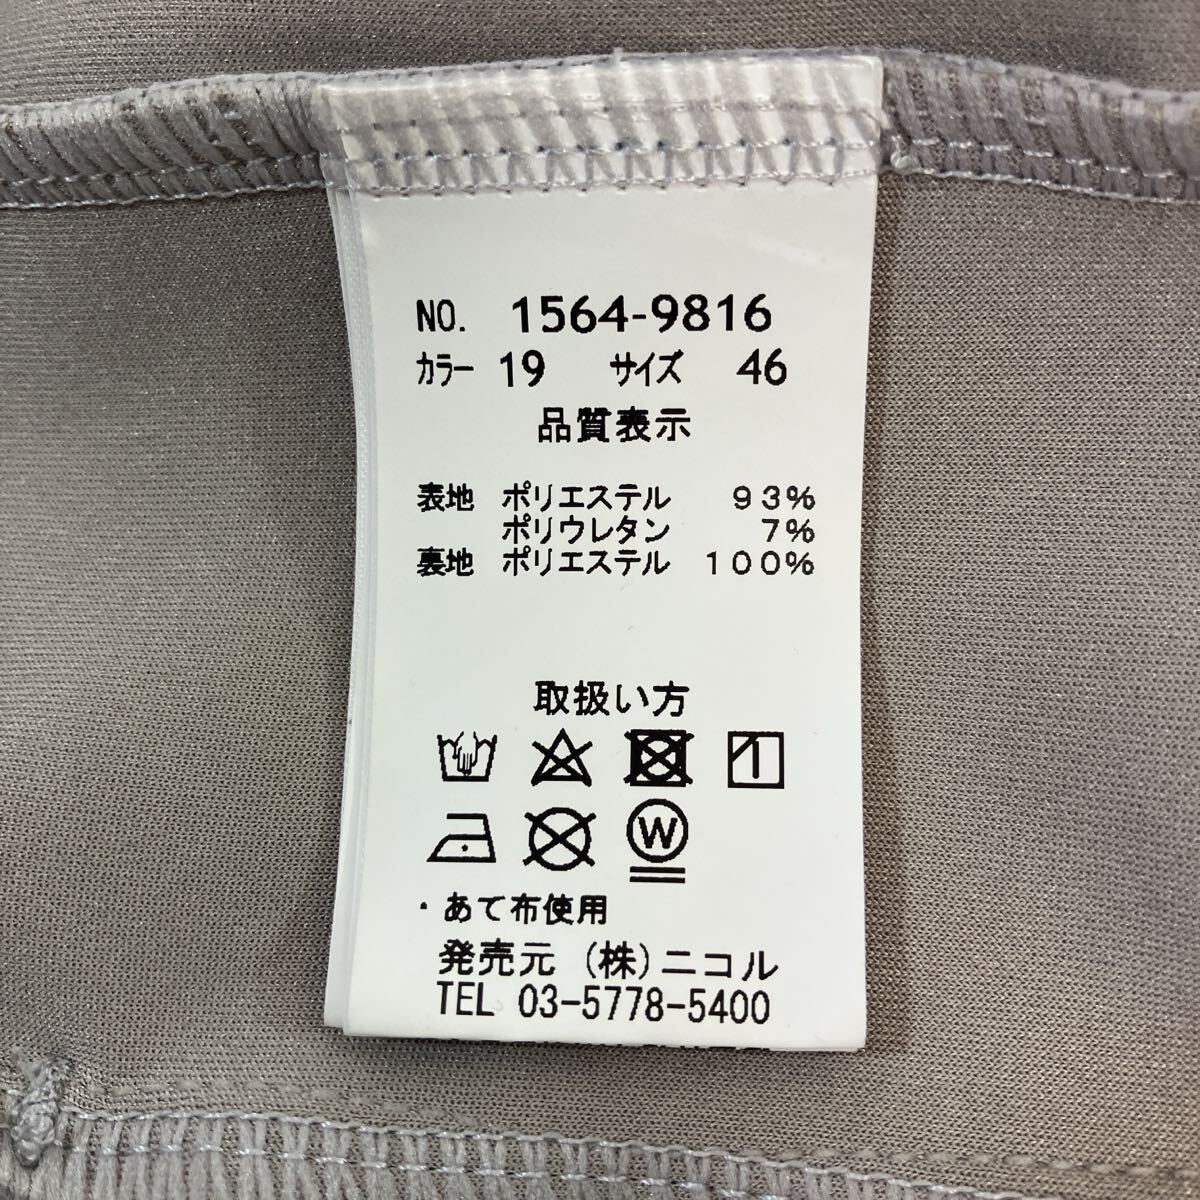 NO. 1564-9816
カラー 19 サイズ 46
品質表示
表地 ポリエステル 93%
ポリウレタン 7%
裏地 ポリエステル 100%
取扱い方
W
・あて布使用
発売元 (株)ニコル
TEL 03-5778-5400